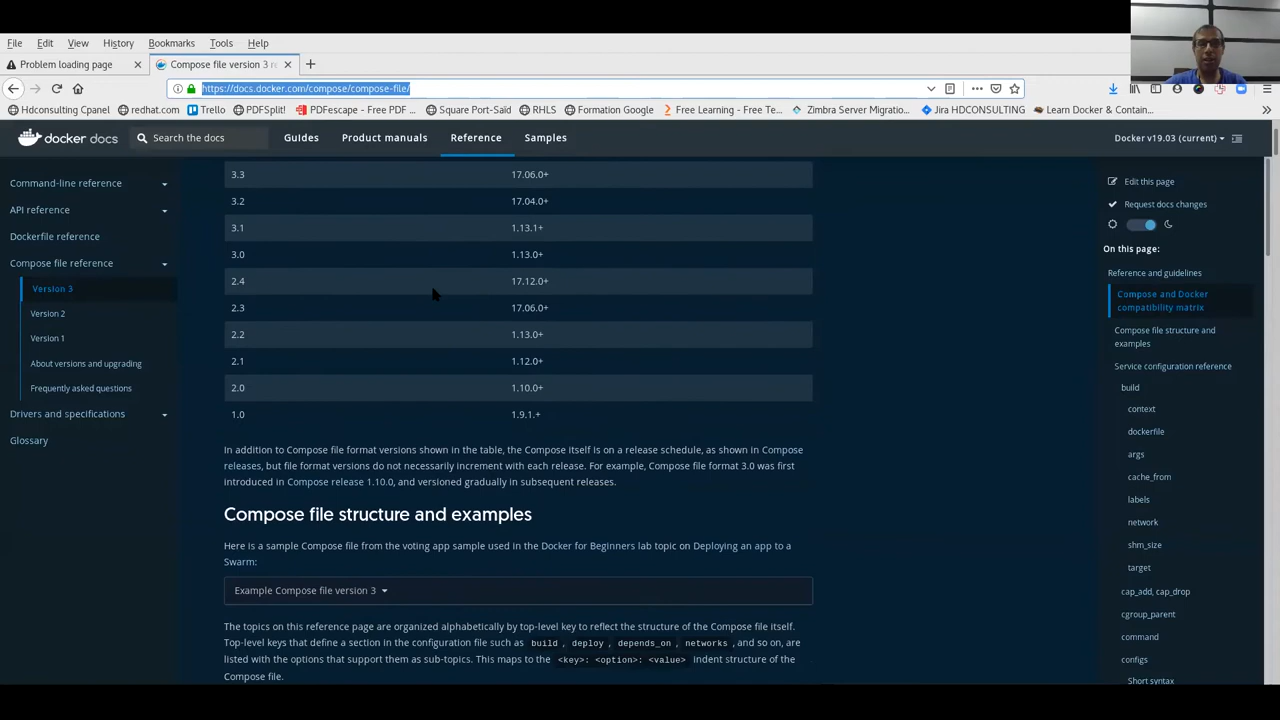 File Edit View History Bookmarks Tools Help
Problem loading page
Compose file version 3 r
https://docs.docker.com/compose/compose-file/
Hdconsulting Cpanel redhat.com Trello PDFSplit! PDFescape - Free PDF ... Square Port-Saïd RHLS Formation Google Free Learning - Free Te... Zimbra Server Migratio... Jira HDCONSULTING Learn Docker & Contain...
docker docs Search the docs Guides Product manuals Reference Samples Docker v19.03 (current)
Command-line reference
API reference
Dockerfile reference
Compose file reference
Version 3
Version 2
Version 1
About versions and upgrading
Frequently asked questions
Drivers and specifications
Glossary
3.3 17.06.0+
3.2 17.04.0+
3.1 1.13.1+
3.0 1.13.0+
2.4 17.12.0+
2.3 17.06.0+
2.2 1.13.0+
2.1 1.12.0+
2.0 1.10.0+
1.0 1.9.1.+
In addition to Compose file format versions shown in the table, the Compose itself is on a release schedule, as shown in Compose
releases, but file format versions do not necessarily increment with each release. For example, Compose file format 3.0 was first
introduced in Compose release 1.10.0, and versioned gradually in subsequent releases.
Compose file structure and examples
Here is a sample Compose file from the voting app sample used in the Docker for Beginners lab topic on Deploying an app to a
Swarm:
Example Compose file version 3
The topics on this reference page are organized alphabetically by top-level key to reflect the structure of the Compose file itself.
Top-level keys that define a section in the configuration file such as build, deploy, depends_on, networks, and so on, are
listed with the options that support them as sub-topics. This maps to the <key>: <option>: <value> indent structure of the
Compose file.
Edit this page
Request docs changes
On this page:
Reference and guidelines
Compose and Docker
compatibility matrix
Compose file structure and
examples
Service configuration reference
build
context
dockerfile
args
cache_from
labels
network
shm_size
target
cap_add, cap_drop
cgroup_parent
command
configs
Short syntax